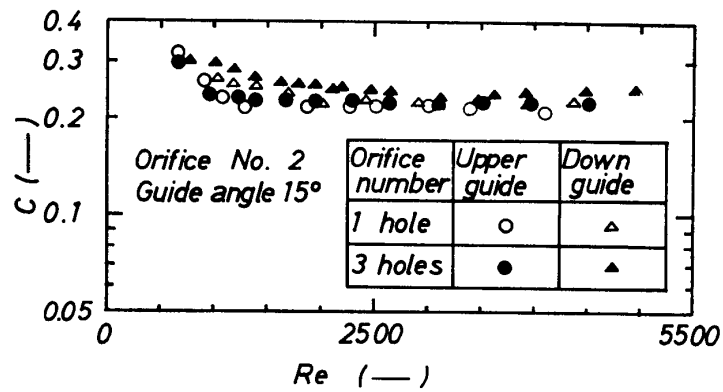 0.4
0.3
0.2
0.1
0.05
C (—)
Orifice No. 2
Guide angle 15°
Orifice number Upper guide Down guide
1 hole ○ △
3 holes ● ▲
0 2500 5500
Re (—)